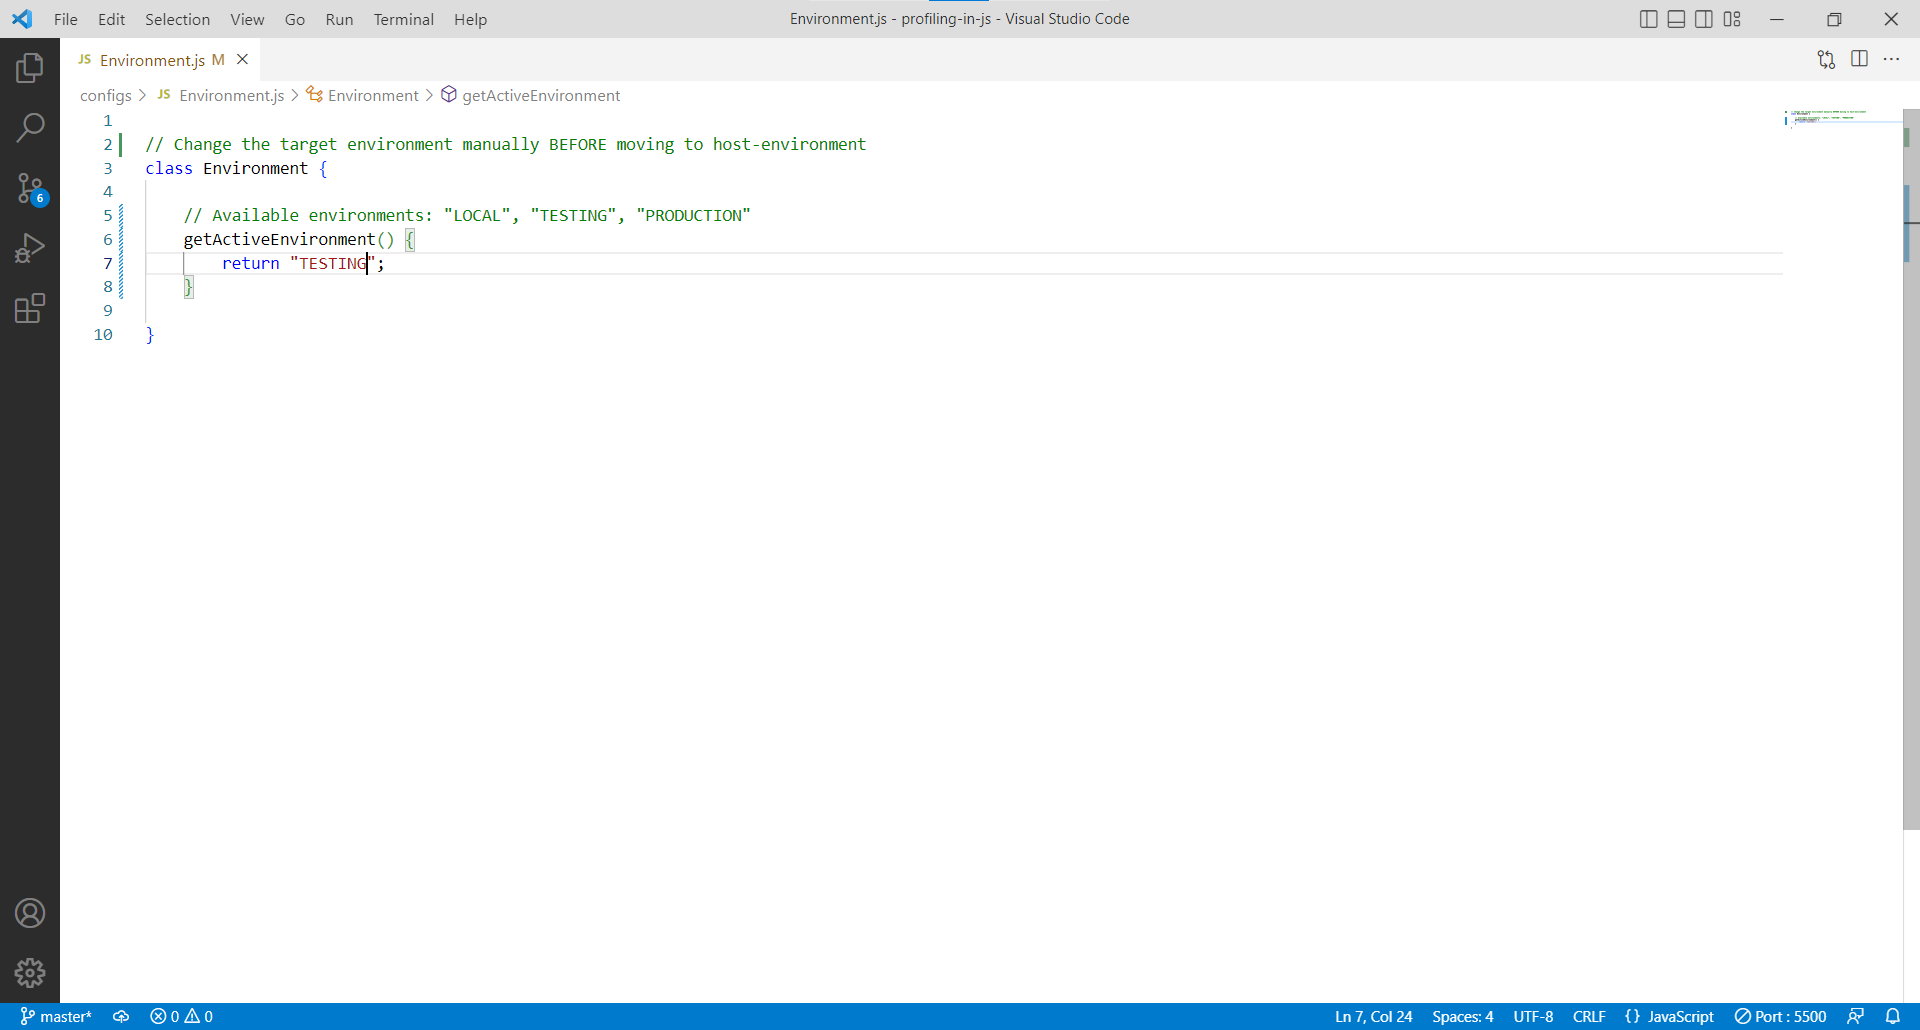 File Edit Selection View Go Run Terminal Help
Environment.js - profiling-in-js - Visual Studio Code
JS Environment.js M
configs > JS Environment.js > Environment > getActiveEnvironment
1
2 // Change the target environment manually BEFORE moving to host-environment
3 class Environment {
4
5 // Available environments: "LOCAL", "TESTING", "PRODUCTION"
6 getActiveEnvironment() {
7 return "TESTING";
8 }
9
10 }
6
master* 0 0
Ln 7, Col 24 Spaces: 4 UTF-8 CRLF {} JavaScript Port : 5500